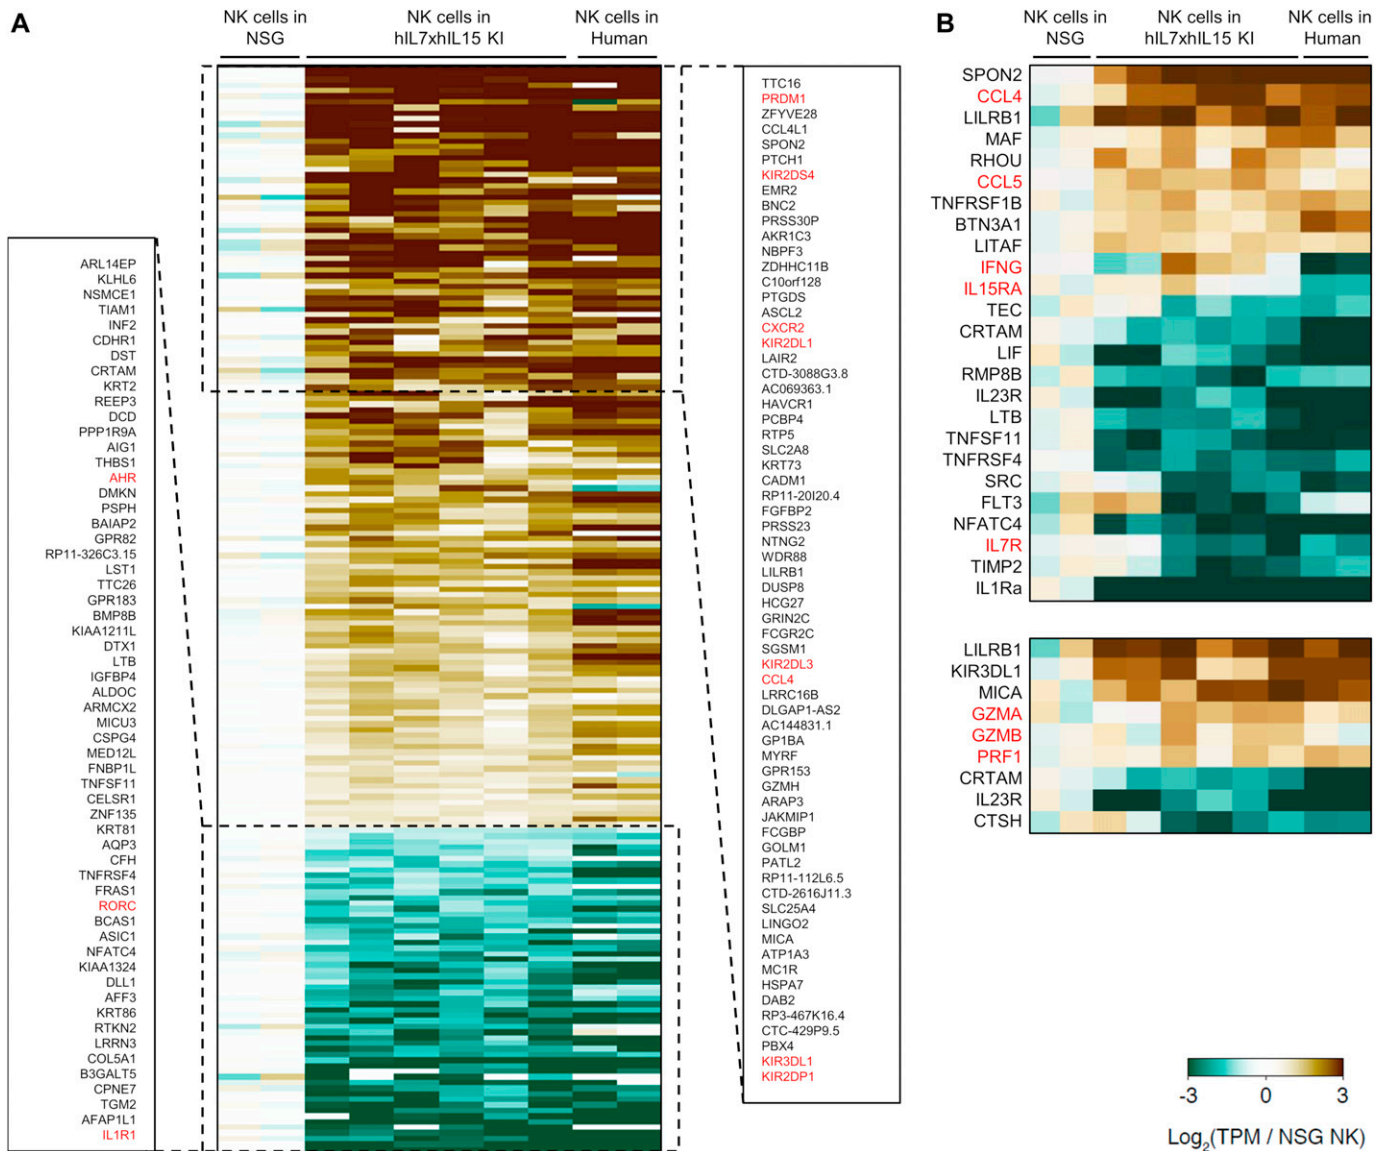 A
NK cells in
NSG
NK cells in
hIL7xhIL15 KI
NK cells in
Human
ARL14EP
KLHL6
NSMCE1
TIAM1
INF2
CDHR1
DST
CRTAM
KRT2
REEP3
DCD
PPP1R9A
AIG1
THBS1
AHR
DMKN
PSPH
BAIAP2
GPR82
RP11-326C3.15
LST1
TTC26
GPR183
BMP8B
KIAA1211L
DTX1
LTB
IGFBP4
ALDOC
ARMCX2
MICU3
CSPG4
MED12L
FNBP1L
TNFSF11
CELSR1
ZNF135
KRT81
AQP3
CFH
TNFRSF4
FRAS1
RORC
BCAS1
ASIC1
NFATC4
KIAA1324
DLL1
AFF3
KRT86
RTKN2
LRRN3
COL5A1
B3GALT5
CPNE7
TGM2
AFAP1L1
IL1R1
TTC16
PRDM1
ZFYVE28
CCL4L1
SPON2
PTCH1
KIR2DS4
EMR2
BNC2
PRSS30P
AKR1C3
NBPF3
ZDHHC11B
C10orf128
PTGDS
ASCL2
CXCR2
KIR2DL1
LAIR2
CTD-3088G3.8
AC069363.1
HAVCR1
PCBP4
RTP5
SLC2A8
KRT73
CADM1
RP11-20I20.4
FGFBP2
PRSS23
NTNG2
WDR88
LILRB1
DUSP8
HCG27
GRIN2C
FCGR2C
SGSM1
KIR2DL3
CCL4
LRRC16B
DLGAP1-AS2
AC144831.1
GP1BA
MYRF
GPR153
GZMH
ARAP3
JAKMIP1
FCGBP
GOLM1
PATL2
RP11-112L6.5
CTD-2616J11.3
SLC25A4
LINGO2
MICA
ATP1A3
MC1R
HSPA7
DAB2
RP3-467K16.4
CTC-429P9.5
PBX4
KIR3DL1
KIR2DP1
B
NK cells in
NSG
NK cells in
hIL7xhIL15 KI
NK cells in
Human
SPON2
CCL4
LILRB1
MAF
RHOU
CCL5
TNFRSF1B
BTN3A1
LITAF
IFNG
IL15RA
TEC
CRTAM
LIF
RMP8B
IL23R
LTB
TNFSF11
TNFRSF4
SRC
FLT3
NFATC4
IL7R
TIMP2
IL1Ra
LILRB1
KIR3DL1
MICA
GZMA
GZMB
PRF1
CRTAM
IL23R
CTSH
-3 0 3
Log2(TPM / NSG NK)